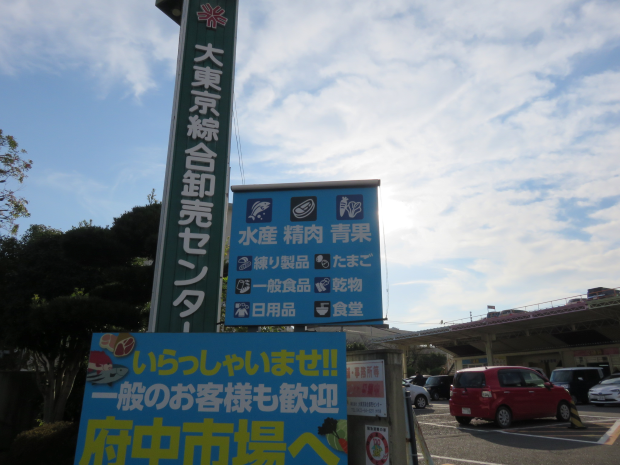 大東京綜合卸売センター
水産 精肉 青果
練り製品 たまご
一般食品 乾物
日用品 食堂
いらっしゃいませ!!
一般のお客様も歓迎
府中市場へ